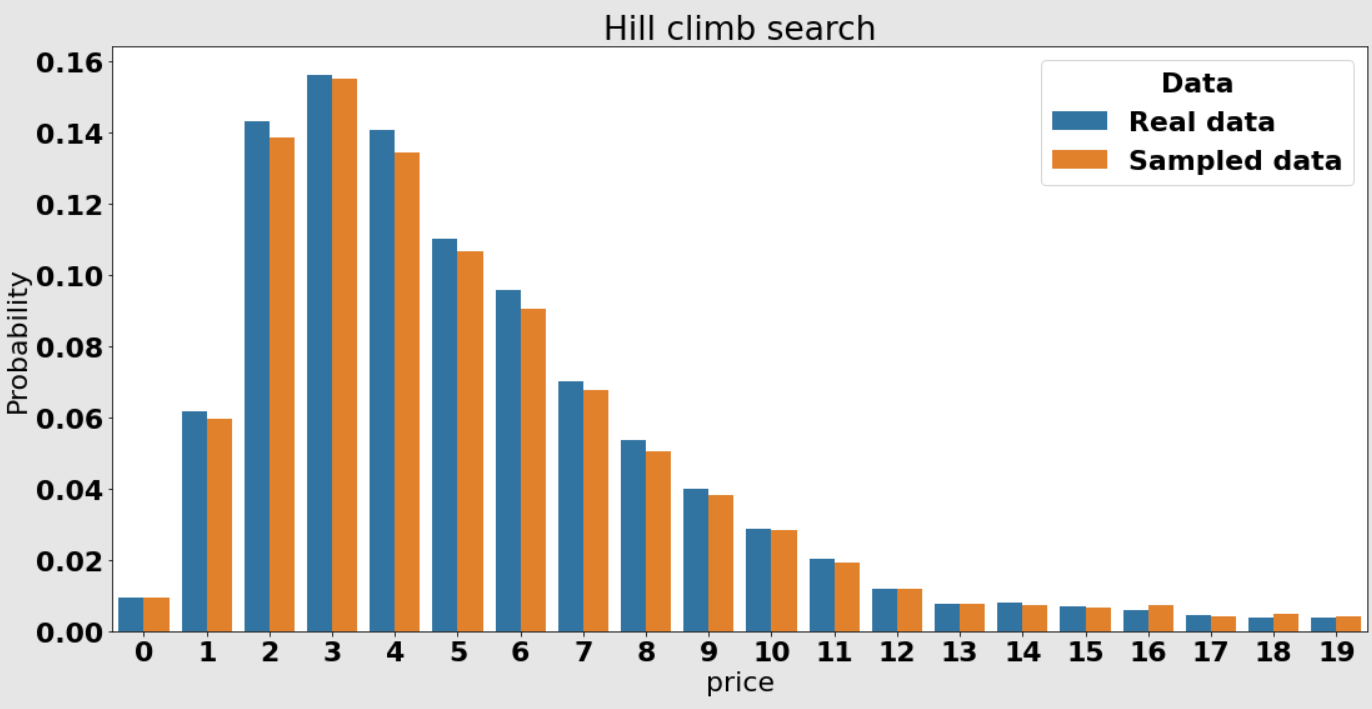 Hill climb search
Data
Real data
Sampled data
Probability
0.16
0.14
0.12
0.10
0.08
0.06
0.04
0.02
0.00
0 1 2 3 4 5 6 7 8 9 10 11 12 13 14 15 16 17 18 19
price